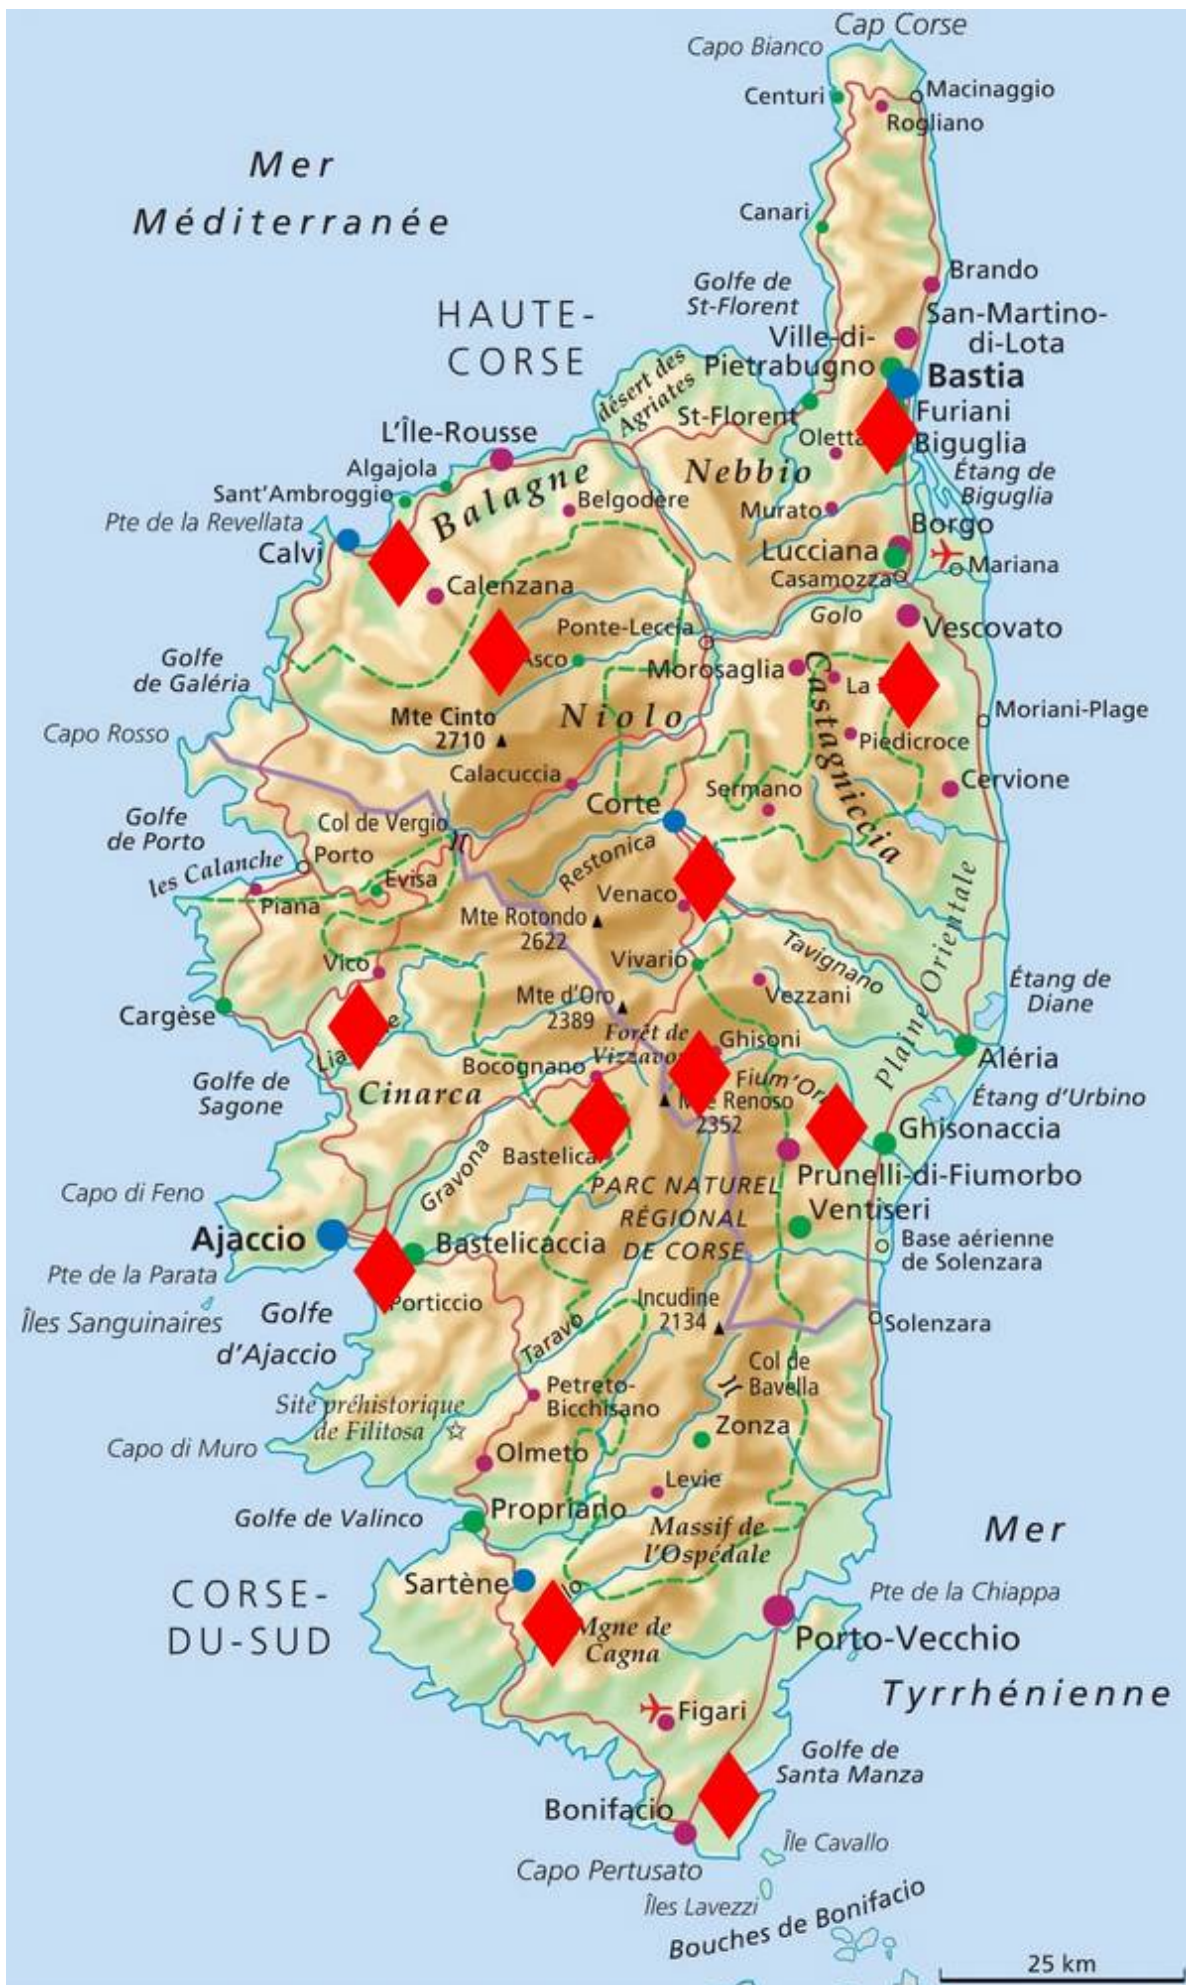 Cap Corse
Capo Bianco
Centuri
Macinaggio
Rogliano
Mer
Méditerranée
Canari
Brando
Golfe de
St-Florent
HAUTE-
CORSE
San-Martino-
di-Lota
Ville-di-
Pietrabugno
Bastia
désert des
Agriates
St-Florent
Furiani
L'Île-Rousse
Oletta
Biguglia
Algajola
Nebbio
Étang de
Biguglia
Sant'Ambroggio
Balagne
Belgodère
Murato
Pte de la Revellata
Borgo
Calvi
Lucciana
Mariana
Casamozza
Calenzana
Golo
Ponte-Leccia
Vescovato
Golfe
de Galéria
Asco
Morosaglia
La
Castagniccia
Mte Cinto
2710
Niolo
Moriani-Plage
Capo Rosso
Piedicroce
Calacuccia
Sermano
Cervione
Corte
Golfe
de Porto
Col de Vergio
les Calanche
Porto
Restonica
Evisa
Venaco
Piana
Mte Rotondo
2622
Tavignano
Plaine Orientale
Vico
Vivario
Vezzani
Étang de
Diane
Cargèse
Mte d'Oro
2389
Forêt de
Vizzavo
Ghisoni
Aléria
Bocognano
Fium'Or
Golfe de
Sagone
Cinarca
Mte Renoso
2352
Étang d'Urbino
Ghisonaccia
Gravona
Bastelica
Prunelli-di-Fiumorbo
Capo di Feno
PARC NATUREL
RÉGIONAL
DE CORSE
Ventiseri
Ajaccio
Bastelicaccia
Base aérienne
de Solenzara
Pte de la Parata
Porticcio
Incudine
2134
Îles Sanguinaires
Golfe
d'Ajaccio
Solenzara
Taravo
Col de
Bavella
Petreto-
Bicchisano
Site préhistorique
de Filitosa
Zonza
Capo di Muro
Olmeto
Levie
Golfe de Valinco
Propriano
Massif de
l'Ospédale
Mer
Tyrrhénienne
CORSE-
DU-SUD
Sartène
Pte de la Chiappa
Mgne de
Cagna
Porto-Vecchio
Figari
Golfe de
Santa Manza
Bonifacio
Île Cavallo
Capo Pertusato
Îles Lavezzi
Bouches de Bonifacio
25 km